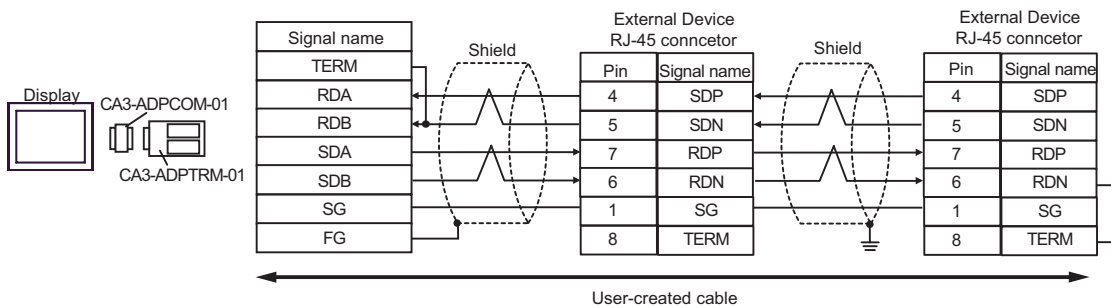 Display
CA3-ADPCOM-01
CA3-ADPTRM-01
Signal name
TERM
RDA
RDB
SDA
SDB
SG
FG
Shield
External Device
RJ-45 conncetor
Pin Signal name
4 SDP
5 SDN
7 RDP
6 RDN
1 SG
8 TERM
Shield
External Device
RJ-45 conncetor
Pin Signal name
4 SDP
5 SDN
7 RDP
6 RDN
1 SG
8 TERM
User-created cable